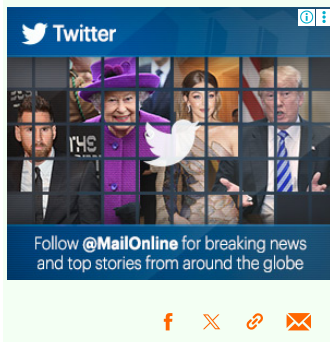 Twitter
Follow @MailOnline for breaking news
and top stories from around the globe